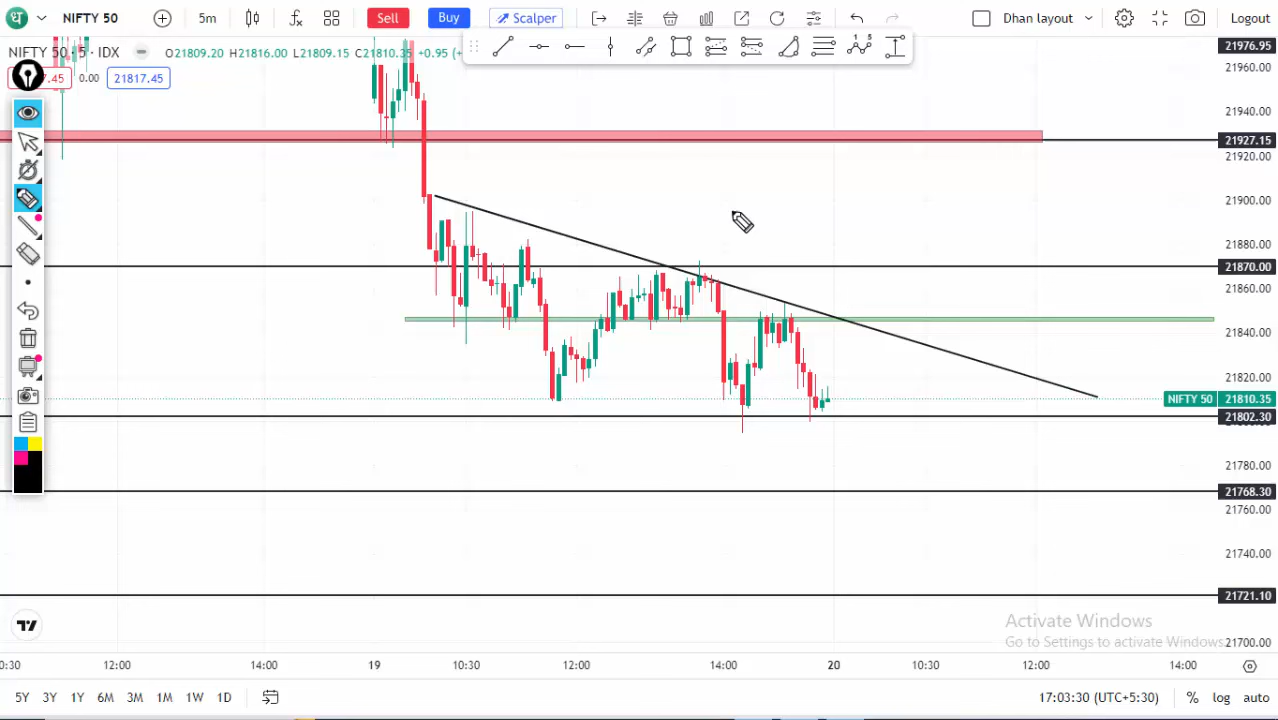 थ NIFTY 50 5m Sell Buy Scalper Dhan layout Logout
NIFTY 50 · 5 · IDX O21809.20 H21816.00 L21809.15 C21810.35 +0.95
0.00 21817.45
21976.95
21960.00
21940.00
21927.15
21920.00
21900.00
21880.00
21870.00
21860.00
21840.00
21820.00
NIFTY 50 21810.35
21802.30
21780.00
21768.30
21760.00
21740.00
21721.10
Activate Windows
Go to Settings to activate Windows.
21700.00
0:30 12:00 14:00 19 10:30 12:00 14:00 20 10:30 12:00 14:00
5Y 3Y 1Y 6M 3M 1M 1W 1D 17:03:30 (UTC+5:30) % log auto